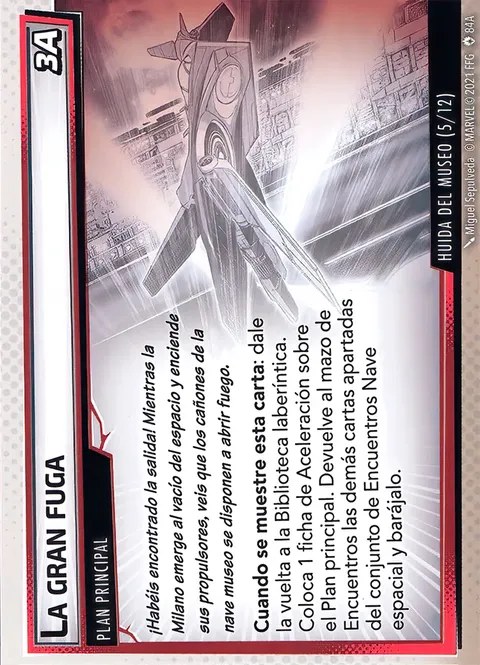 LA GRAN FUGA
3A
PLAN PRINCIPAL
¡Habéis encontrado la salida! Mientras la
Milano emerge al vacío del espacio y enciende
sus propulsores, veis que los cañones de la
nave museo se disponen a abrir fuego.
Cuando se muestre esta carta: dale
la vuelta a la Biblioteca laberíntica.
Coloca 1 ficha de Aceleración sobre
el Plan principal. Devuelve al mazo de
Encuentros las demás cartas apartadas
del conjunto de Encuentros Nave
espacial y barájalo.
HUIDA DEL MUSEO (5/12)
Miguel Sepulveda © MARVEL © 2021 FFG 84A